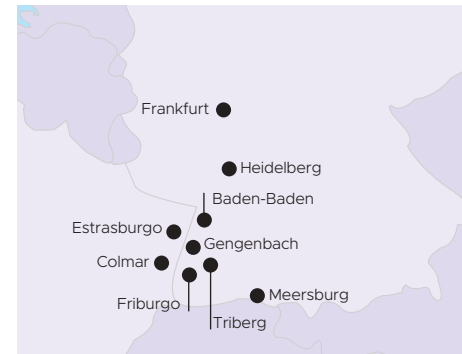 Frankfurt
Heidelberg
Baden-Baden
Estrasburgo
Gengenbach
Colmar
Meersburg
Friburgo
Triberg